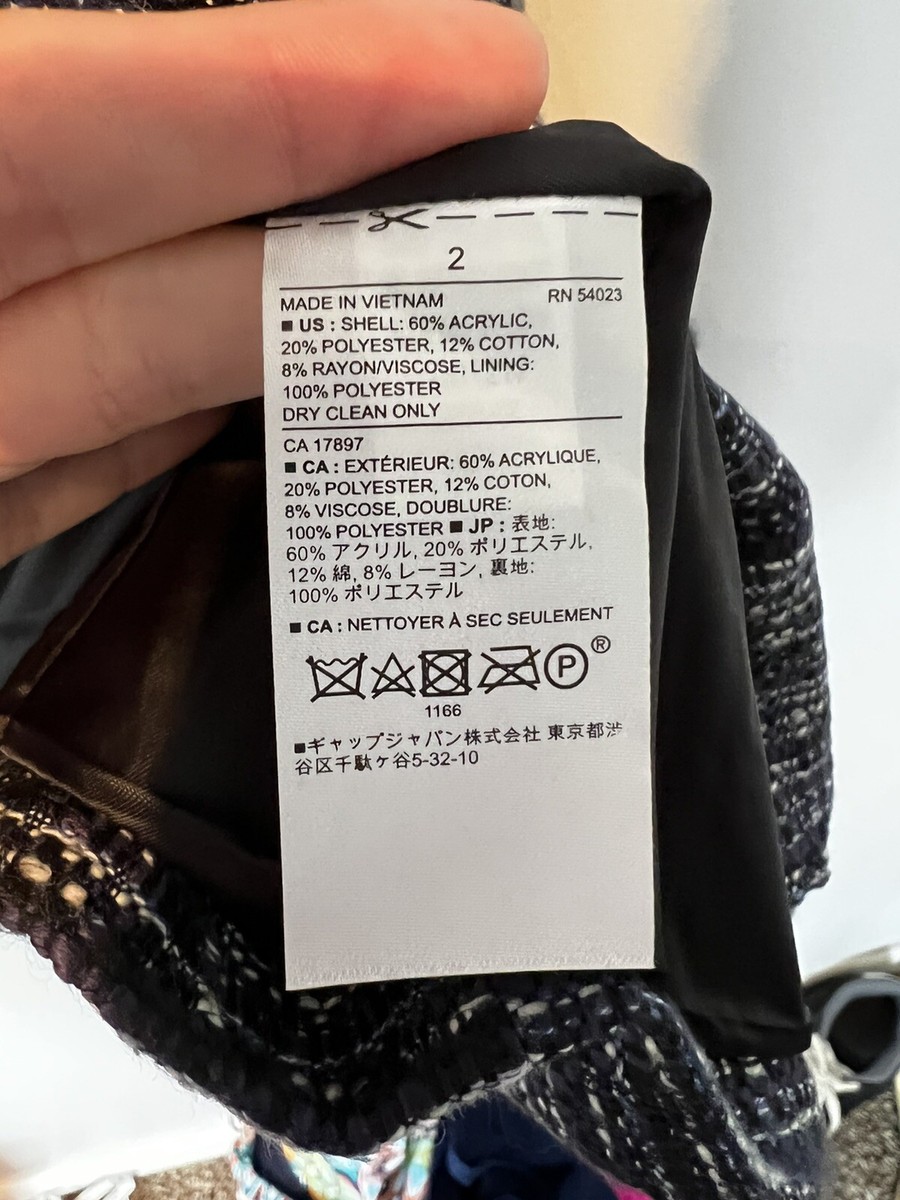 2
MADE IN VIETNAM RN 54023
■ US : SHELL: 60% ACRYLIC,
20% POLYESTER, 12% COTTON,
8% RAYON/VISCOSE, LINING:
100% POLYESTER
DRY CLEAN ONLY
CA 17897
■ CA : EXTÉRIEUR: 60% ACRYLIQUE,
20% POLYESTER, 12% COTON,
8% VISCOSE, DOUBLURE:
100% POLYESTER ■ JP : 表地:
60% アクリル, 20% ポリエステル,
12% 綿, 8% レーヨン, 裏地:
100% ポリエステル
■ CA : NETTOYER À SEC SEULEMENT
P ®
1166
■ギャップジャパン株式会社 東京都渋
谷区千駄ヶ谷5-32-10